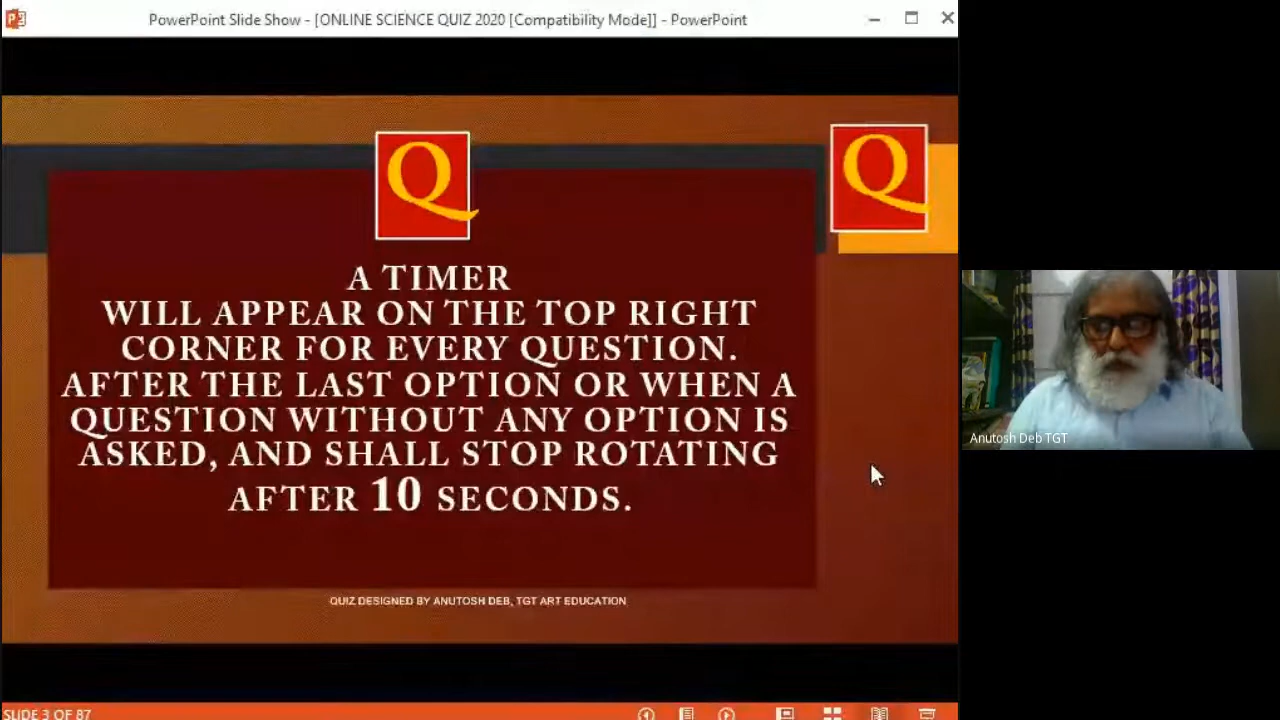 PowerPoint Slide Show - [ONLINE SCIENCE QUIZ 2020 [Compatibility Mode]] - PowerPoint
Q
Q
A TIMER
WILL APPEAR ON THE TOP RIGHT
CORNER FOR EVERY QUESTION.
AFTER THE LAST OPTION OR WHEN A
QUESTION WITHOUT ANY OPTION IS
ASKED, AND SHALL STOP ROTATING
AFTER 10 SECONDS.
Anutosh Deb TGT
QUIZ DESIGNED BY ANUTOSH DEB, TGT ART EDUCATION
SLIDE 3 OF 87